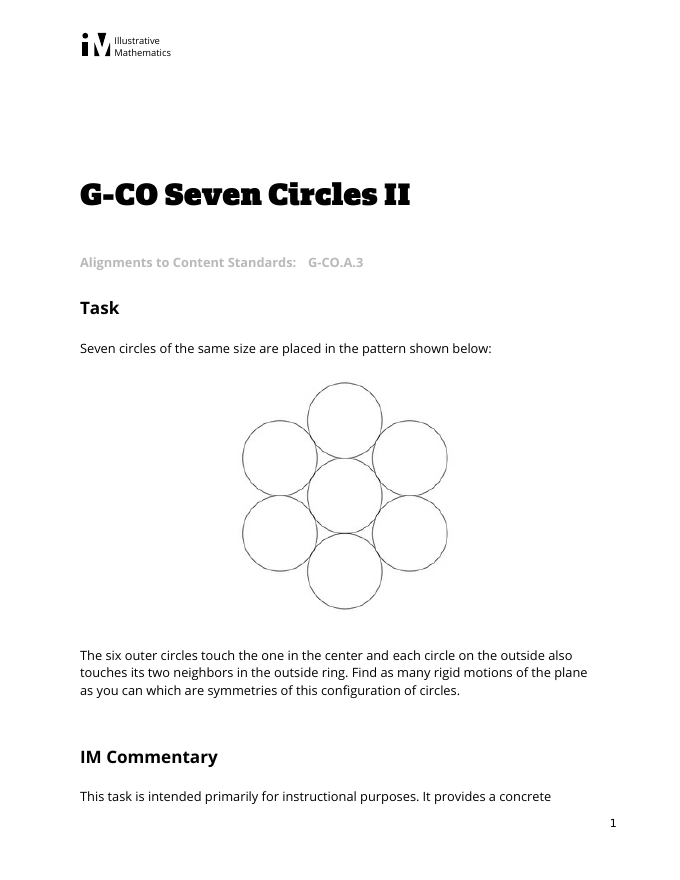 Illustrative
Mathematics
G-CO Seven Circles II
Alignments to Content Standards: G-CO.A.3
Task
Seven circles of the same size are placed in the pattern shown below:
The six outer circles touch the one in the center and each circle on the outside also
touches its two neighbors in the outside ring. Find as many rigid motions of the plane
as you can which are symmetries of this configuration of circles.
IM Commentary
This task is intended primarily for instructional purposes. It provides a concrete
1